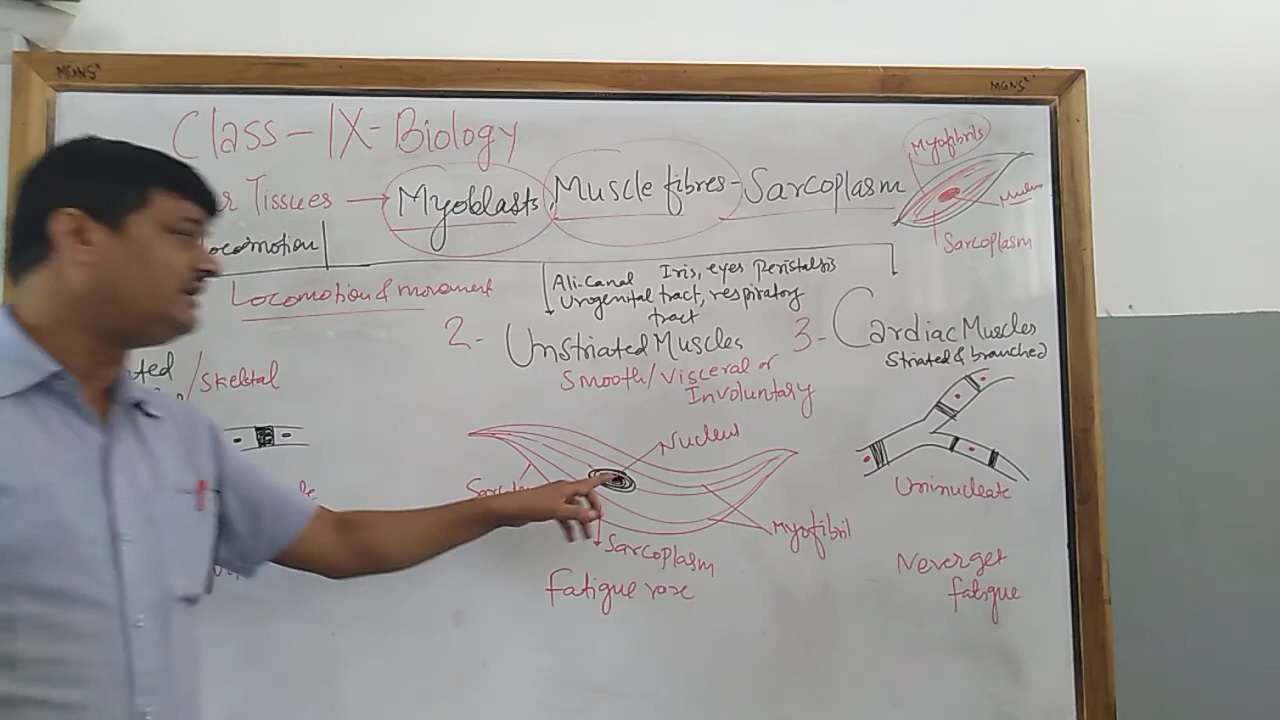 MGNS
MGNS
Class - IX - Biology
Tissues → Myoblasts, Muscle fibres - Sarcoplasm
Myofibrils
Nucleus
Sarcoplasm
Locomotion
Locomotion & movement
Ali. canal Iris, eyes Peristalsis
Urogenital tract, respiratory
tract
2- Unstriated Muscles
Smooth/Visceral or
Involuntary
3- Cardiac Muscles
Striated & branched
/Skeletal
Nucleus
Myofibril
Sarcoplasm
Fatigue rare
Uninucleate
Never get
fatigue